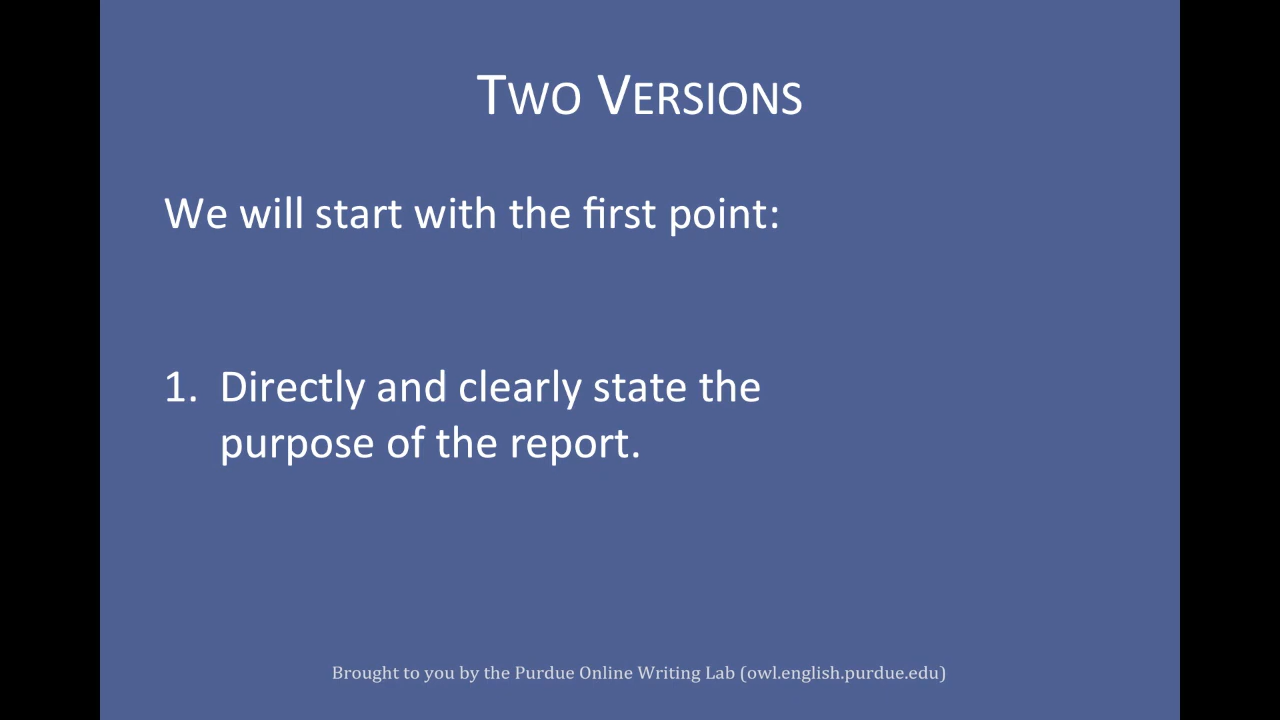 Two Versions
We will start with the first point:
1. Directly and clearly state the
purpose of the report.
Brought to you by the Purdue Online Writing Lab (owl.english.purdue.edu)